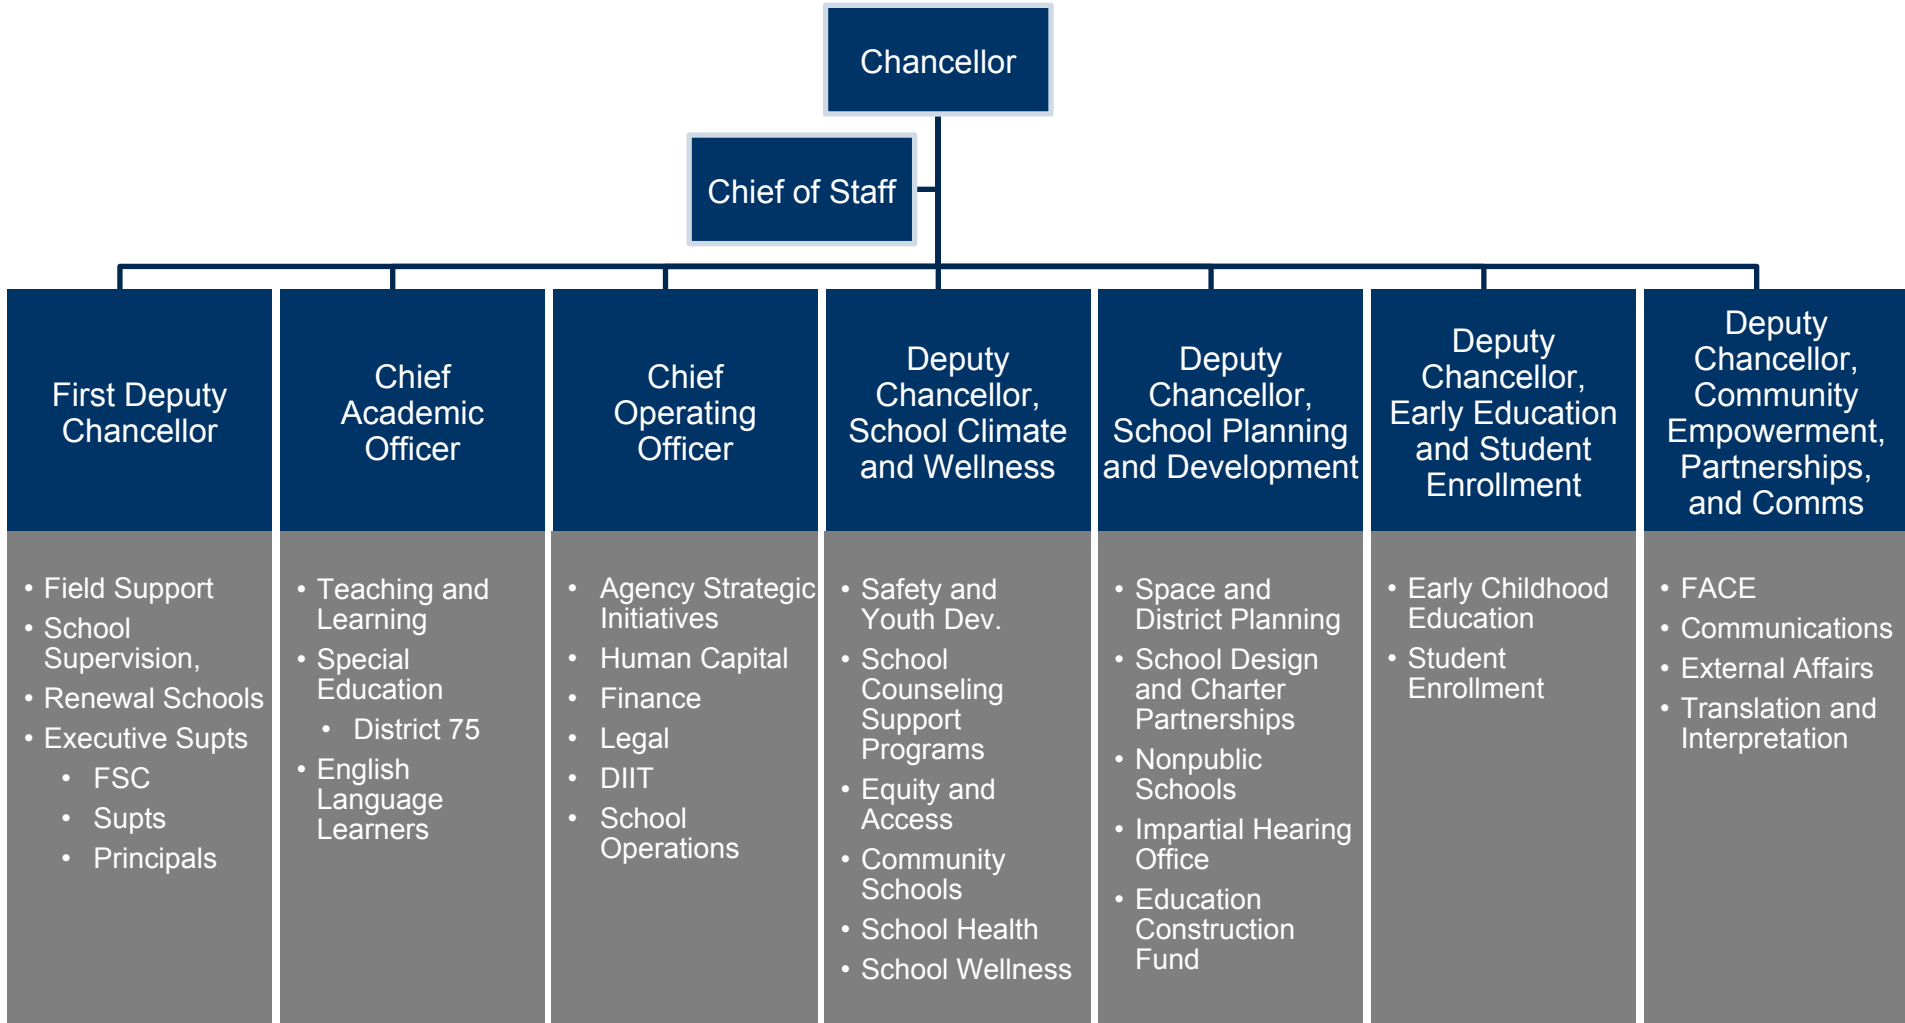 Chancellor
Chief of Staff
First Deputy
Chancellor
• Field Support
• School
Supervision,
• Renewal Schools
• Executive Supts
• FSC
• Supts
• Principals
Chief
Academic
Officer
• Teaching and
Learning
• Special
Education
• District 75
• English
Language
Learners
Chief
Operating
Officer
• Agency Strategic
Initiatives
• Human Capital
• Finance
• Legal
• DIIT
• School
Operations
Deputy
Chancellor,
School Climate
and Wellness
• Safety and
Youth Dev.
• School
Counseling
Support
Programs
• Equity and
Access
• Community
Schools
• School Health
• School Wellness
Deputy
Chancellor,
School Planning
and Development
• Space and
District Planning
• School Design
and Charter
Partnerships
• Nonpublic
Schools
• Impartial Hearing
Office
• Education
Construction
Fund
Deputy
Chancellor,
Early Education
and Student
Enrollment
• Early Childhood
Education
• Student
Enrollment
Deputy
Chancellor,
Community
Empowerment,
Partnerships,
and Comms
• FACE
• Communications
• External Affairs
• Translation and
Interpretation